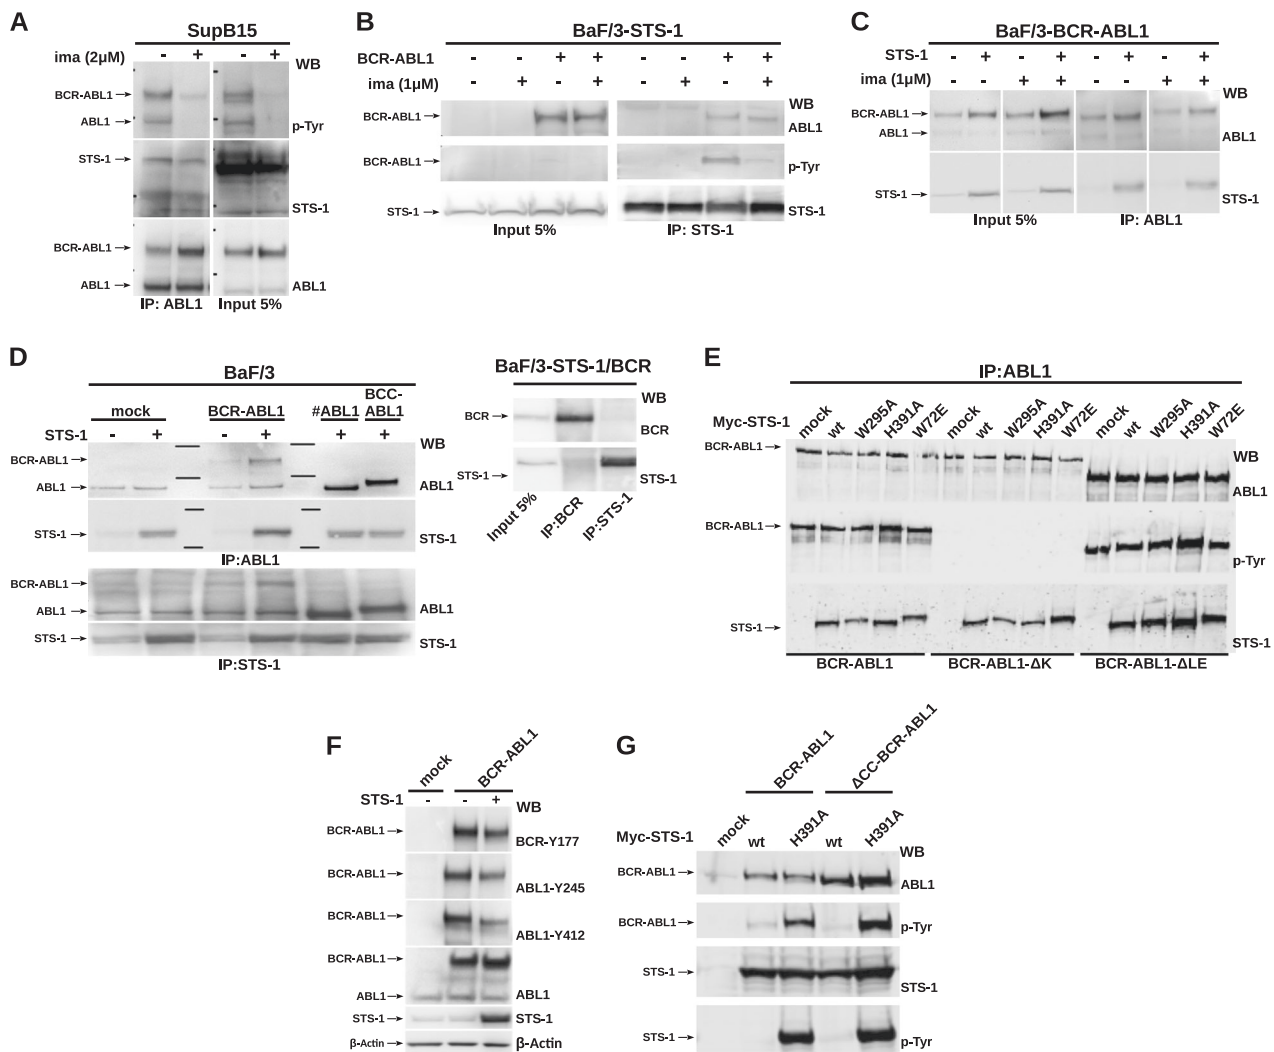 A
SupB15
ima (2µM)
- + - +
WB
BCR-ABL1
ABL1
p-Tyr
STS-1
STS-1
BCR-ABL1
ABL1
ABL1
IP: ABL1 Input 5%
B
BaF/3-STS-1
BCR-ABL1
- - + + - - + +
ima (1µM)
- + - + - + - +
WB
BCR-ABL1
ABL1
BCR-ABL1
p-Tyr
STS-1
STS-1
Input 5% IP: STS-1
C
BaF/3-BCR-ABL1
STS-1
- + - + - + - +
ima (1µM)
- - + + - - + +
WB
BCR-ABL1
ABL1
ABL1
STS-1
STS-1
Input 5% IP: ABL1
D
BaF/3
mock BCR-ABL1 #ABL1 BCC-
ABL1
STS-1
- + - + + +
WB
BCR-ABL1
ABL1
ABL1
STS-1
STS-1
IP:ABL1
BCR-ABL1
ABL1
ABL1
STS-1
STS-1
IP:STS-1
BaF/3-STS-1/BCR
WB
BCR
BCR
STS-1
STS-1
Input 5% IP:BCR IP:STS-1
E
IP:ABL1
Myc-STS-1
mock wt W295A H391A W72E mock wt W295A H391A W72E mock wt W295A H391A W72E
BCR-ABL1
WB
ABL1
BCR-ABL1
p-Tyr
STS-1
STS-1
BCR-ABL1 BCR-ABL1-ΔK BCR-ABL1-ΔLE
F
mock BCR-ABL1
STS-1
- - +
WB
BCR-ABL1
BCR-Y177
BCR-ABL1
ABL1-Y245
BCR-ABL1
ABL1-Y412
BCR-ABL1
ABL1
ABL1
STS-1
STS-1
β-Actin
β-Actin
G
BCR-ABL1 ΔCC-BCR-ABL1
Myc-STS-1
mock wt H391A wt H391A
WB
BCR-ABL1
ABL1
BCR-ABL1
p-Tyr
STS-1
STS-1
STS-1
p-Tyr